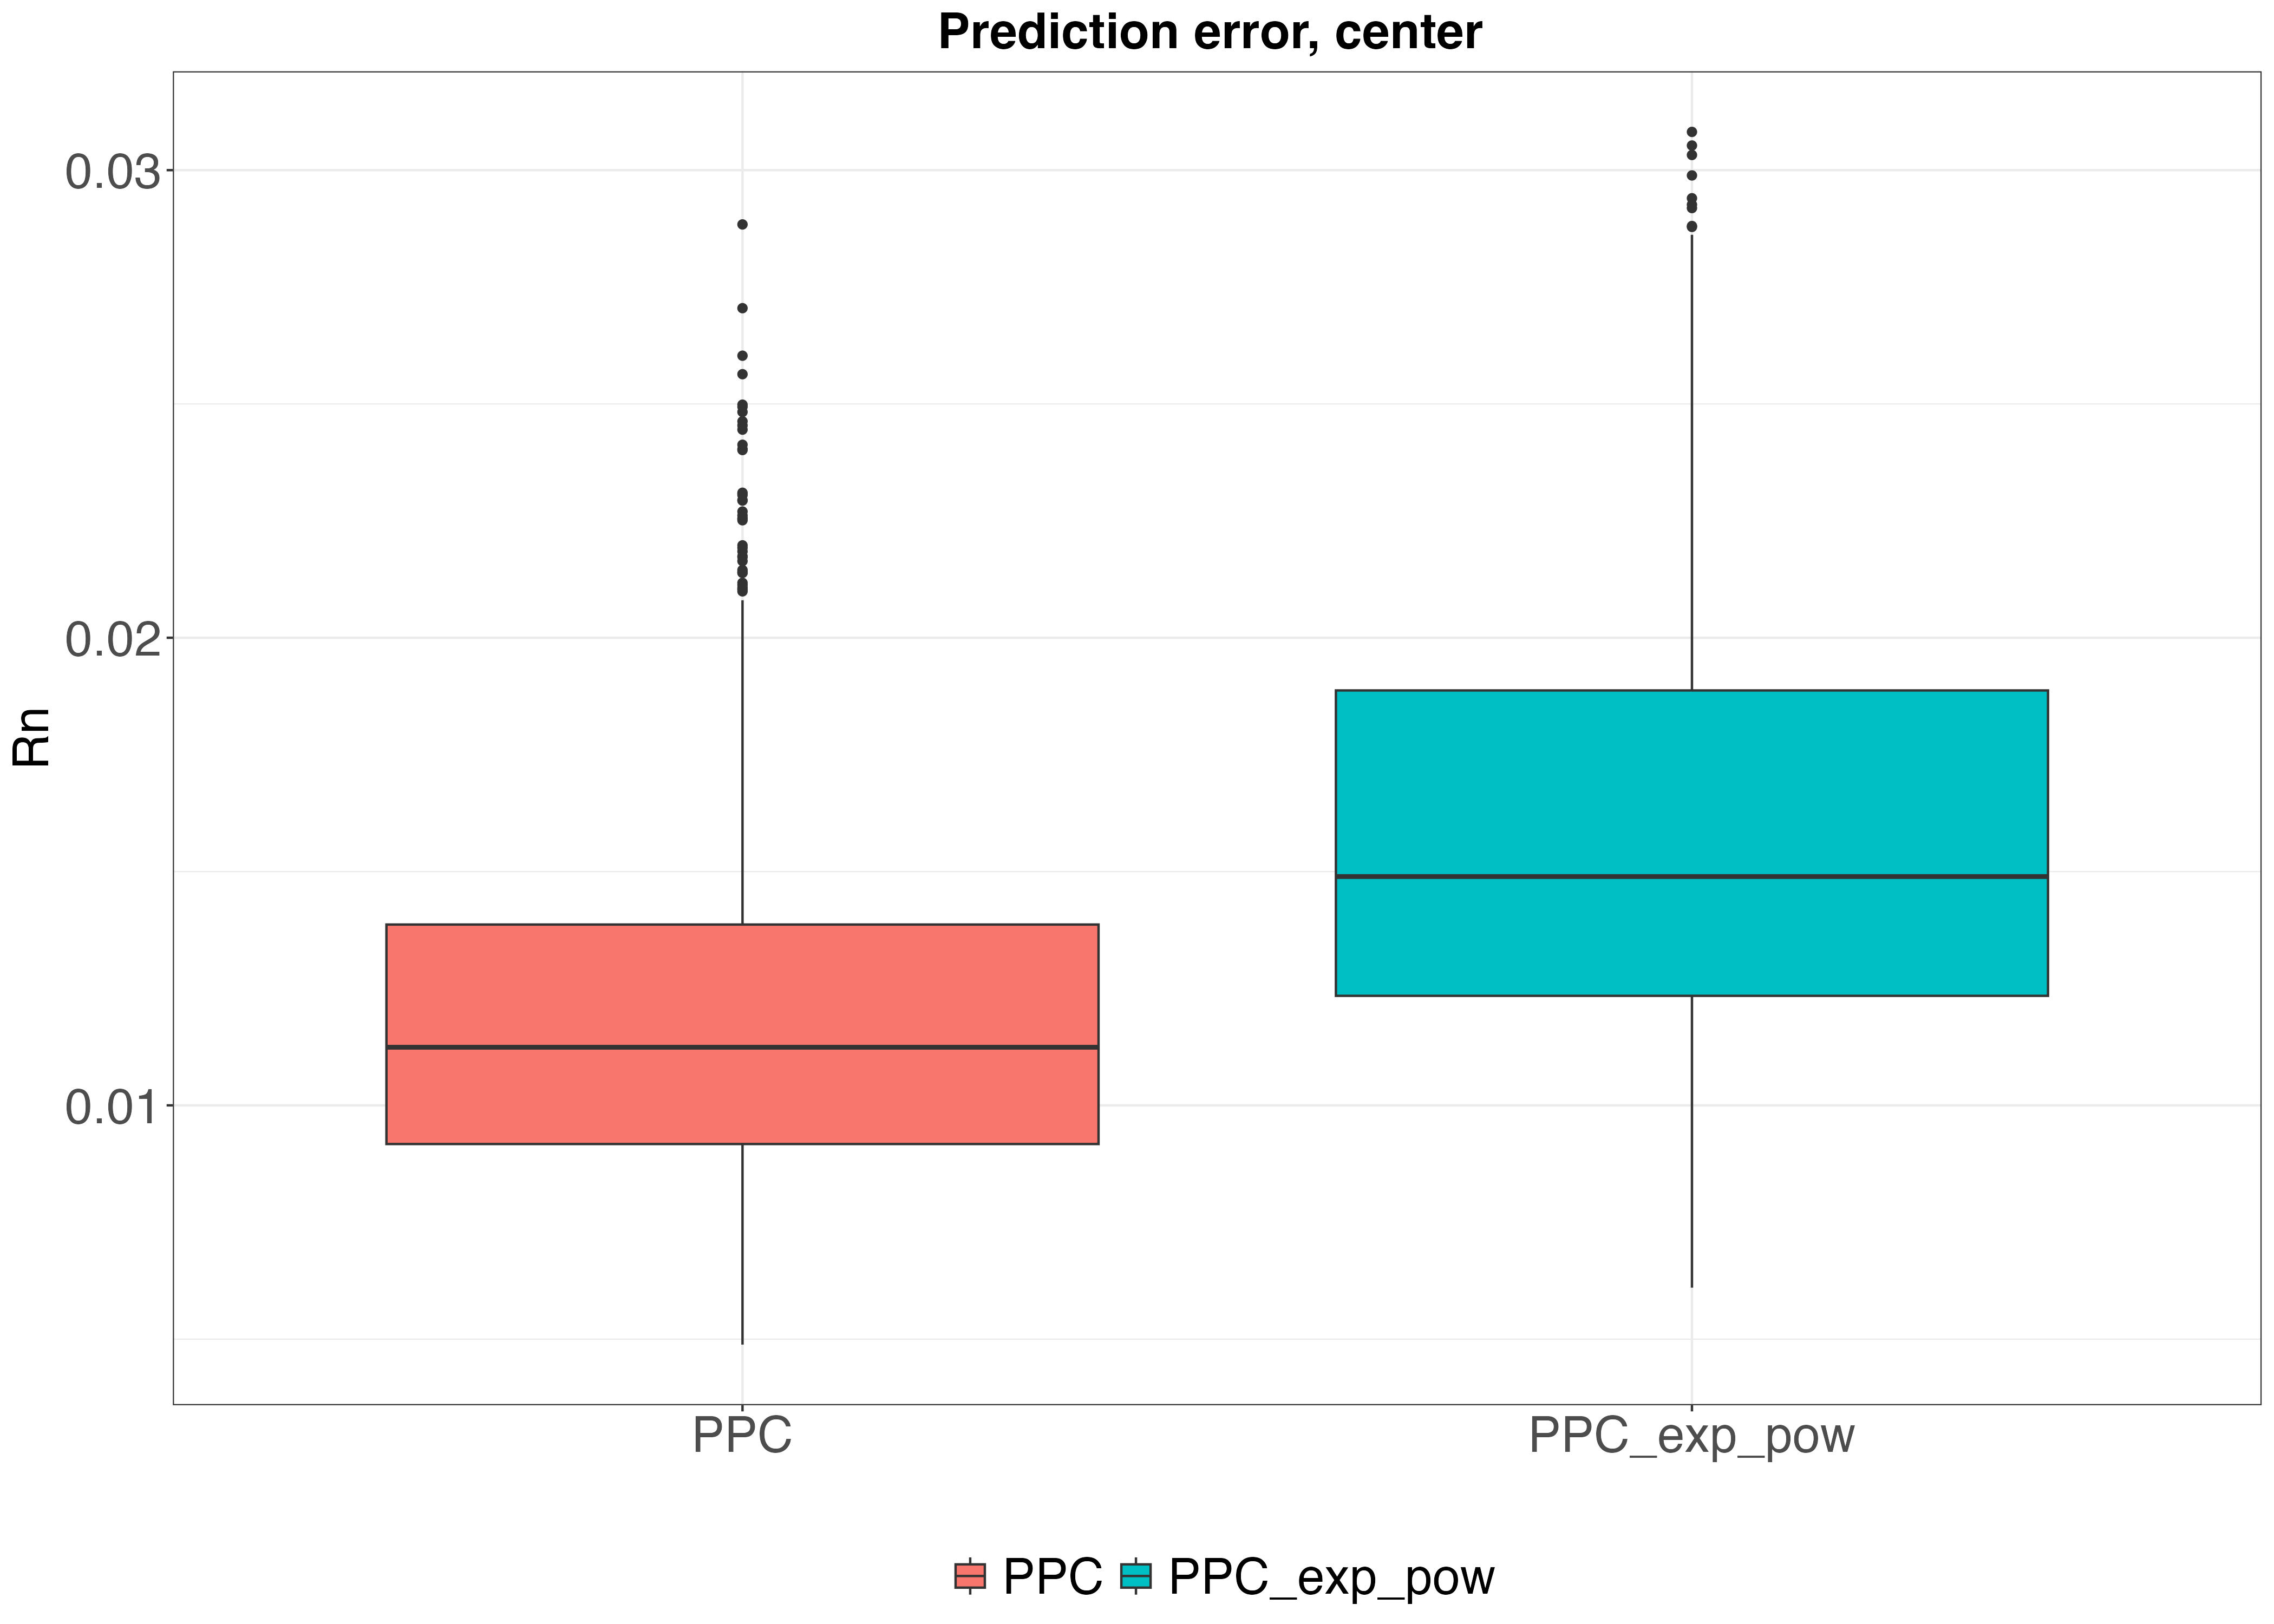 Prediction error, center
0.03
0.02
Rn
0.01
PPC PPC_exp_pow
PPC PPC_exp_pow